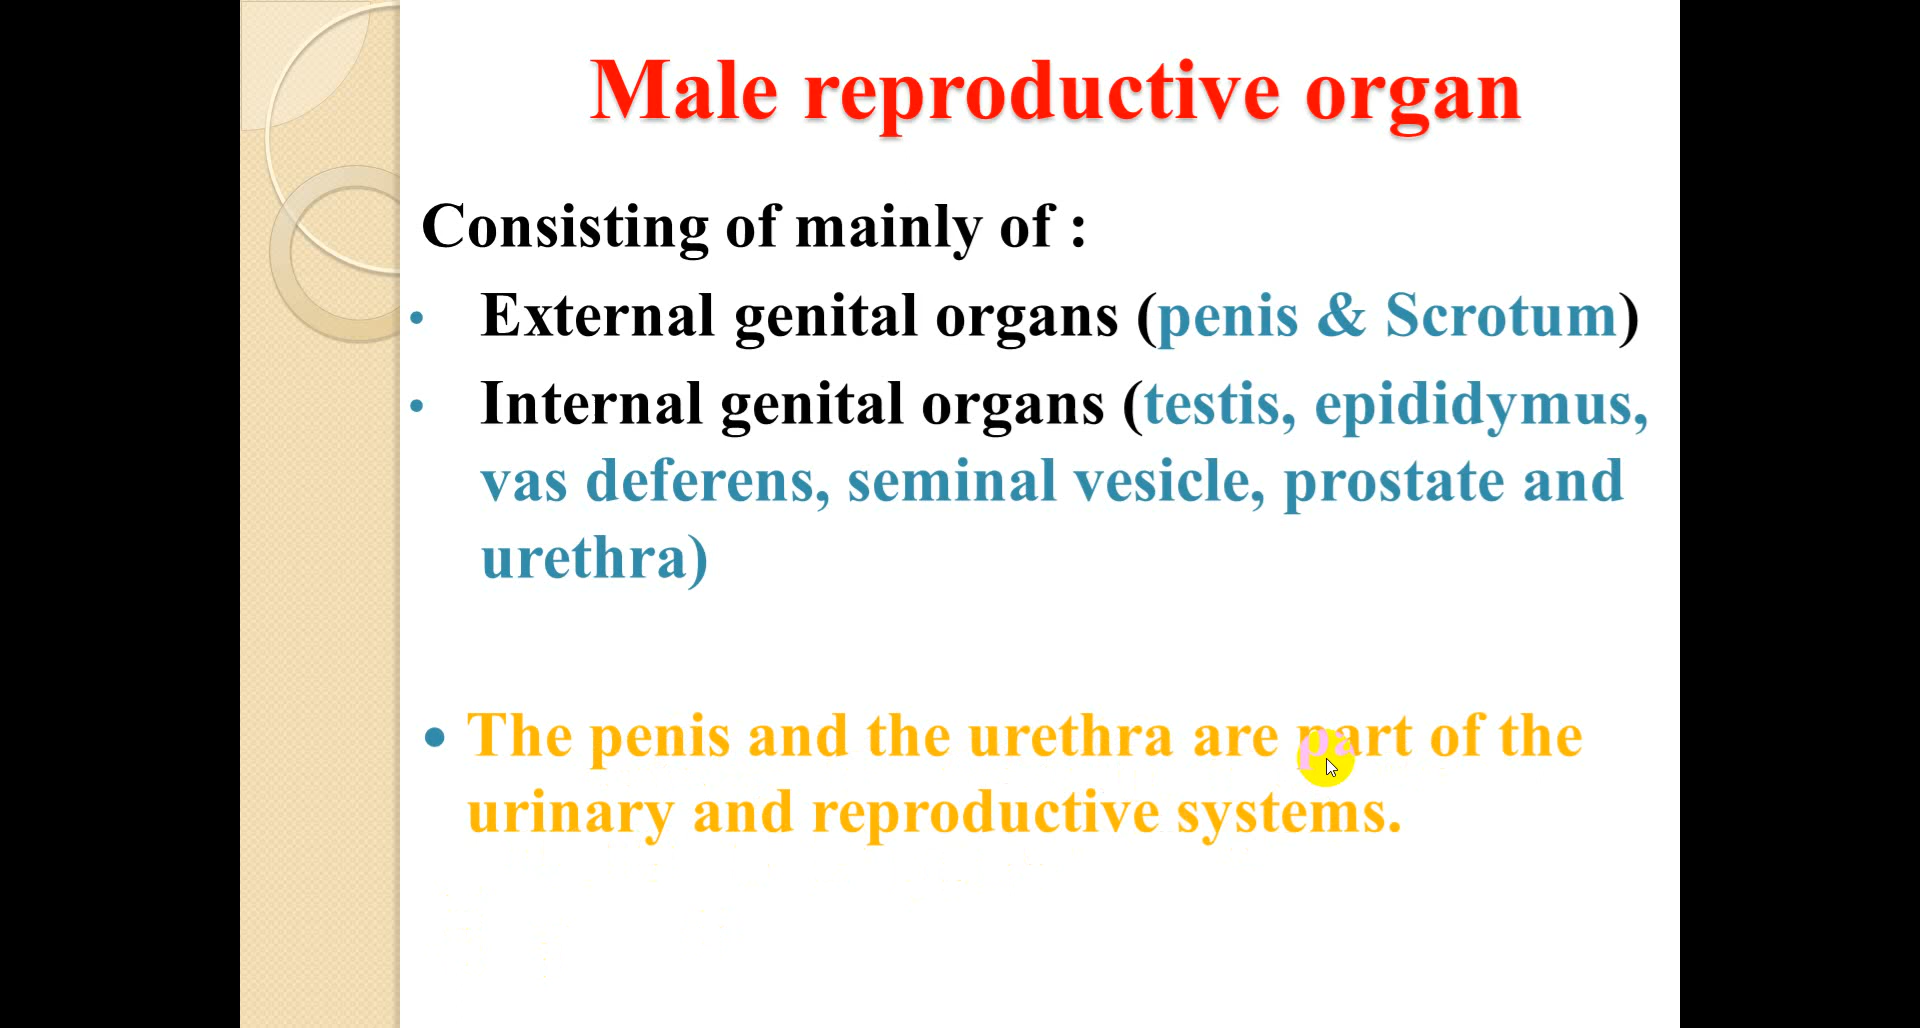 Male reproductive organ
Consisting of mainly of :
• External genital organs (penis & Scrotum)
• Internal genital organs (testis, epididymus,
vas deferens, seminal vesicle, prostate and
urethra)
• The penis and the urethra are part of the
urinary and reproductive systems.